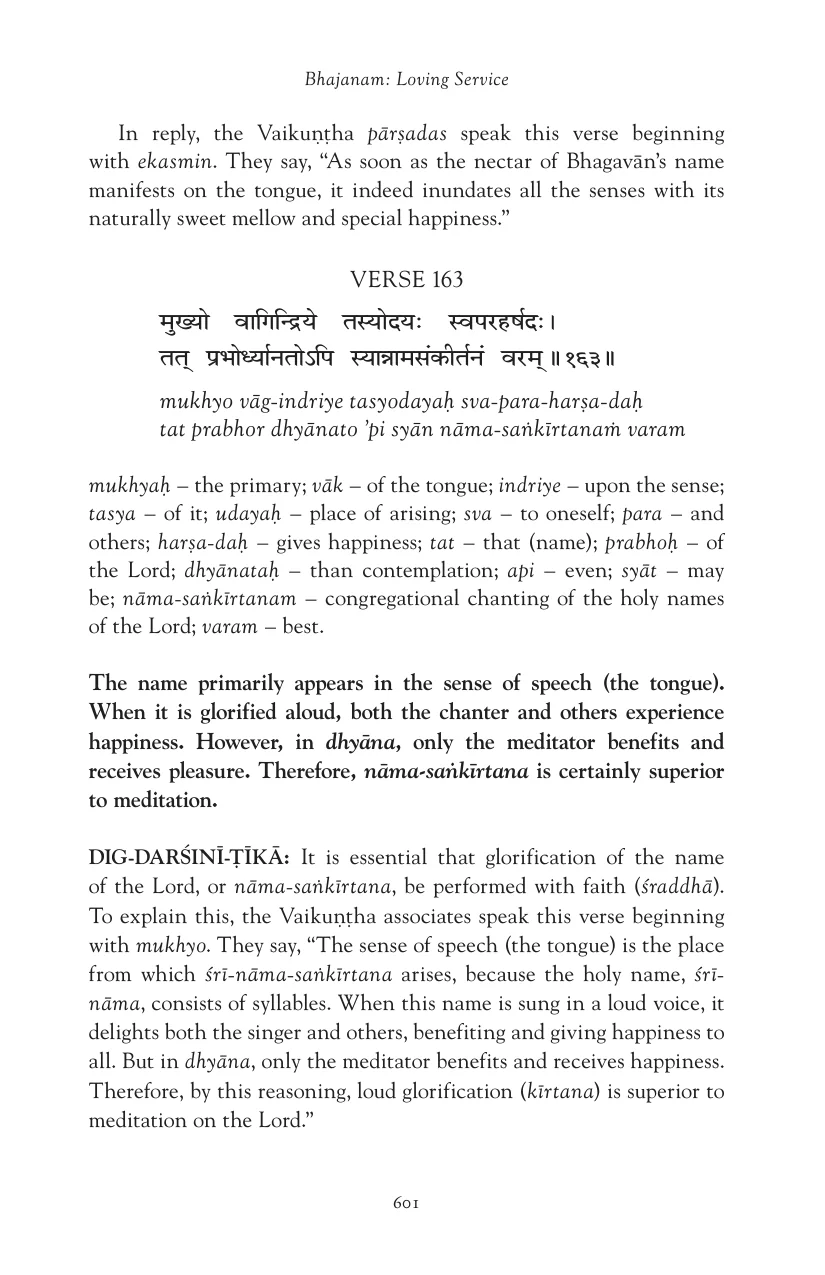 Bhajanam: Loving Service
In reply, the Vaikuṇṭha pārṣadas speak this verse beginning
with ekasmin. They say, “As soon as the nectar of Bhagavān’s name
manifests on the tongue, it indeed inundates all the senses with its
naturally sweet mellow and special happiness.”
VERSE 163
मुख्यो वागिन्द्रिये तस्योदयः स्वपरहर्षदः।
तत् प्रभोर्ध्यानतोऽपि स्यान्नामसंकीर्तनं वरम्॥१६३॥
mukhyo vāg-indriye tasyodayaḥ sva-para-harṣa-daḥ
tat prabhor dhyānato ’pi syān nāma-saṅkīrtanaṁ varam
mukhyaḥ – the primary; vāk – of the tongue; indriye – upon the sense;
tasya – of it; udayaḥ – place of arising; sva – to oneself; para – and
others; harṣa-daḥ – gives happiness; tat – that (name); prabhoḥ – of
the Lord; dhyānataḥ – than contemplation; api – even; syāt – may
be; nāma-saṅkīrtanam – congregational chanting of the holy names
of the Lord; varam – best.
The name primarily appears in the sense of speech (the tongue).
When it is glorified aloud, both the chanter and others experience
happiness. However, in dhyāna, only the meditator benefits and
receives pleasure. Therefore, nāma-saṅkīrtana is certainly superior
to meditation.
DIG-DARŚINĪ-ṬĪKĀ: It is essential that glorification of the name
of the Lord, or nāma-saṅkīrtana, be performed with faith (śraddhā).
To explain this, the Vaikuṇṭha associates speak this verse beginning
with mukhyo. They say, “The sense of speech (the tongue) is the place
from which śrī-nāma-saṅkīrtana arises, because the holy name, śrī-
nāma, consists of syllables. When this name is sung in a loud voice, it
delights both the singer and others, benefiting and giving happiness to
all. But in dhyāna, only the meditator benefits and receives happiness.
Therefore, by this reasoning, loud glorification (kīrtana) is superior to
meditation on the Lord.”
601